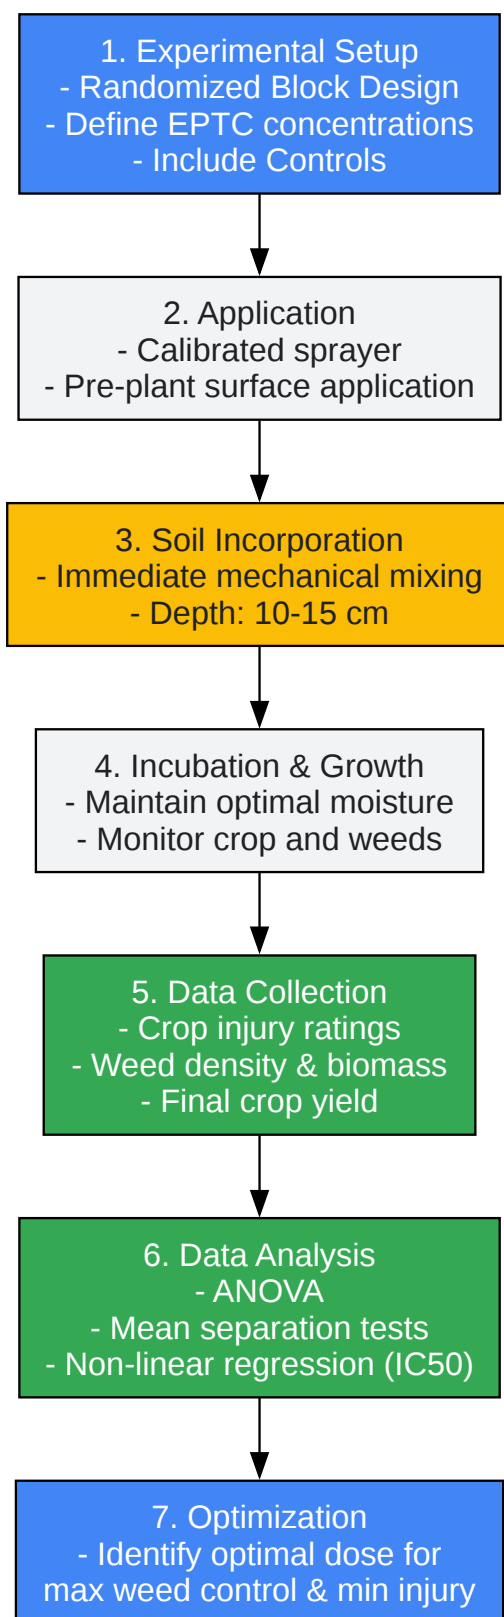 1. Experimental Setup
- Randomized Block Design
- Define EPTC concentrations
- Include Controls
2. Application
- Calibrated sprayer
- Pre-plant surface application
3. Soil Incorporation
- Immediate mechanical mixing
- Depth: 10-15 cm
4. Incubation & Growth
- Maintain optimal moisture
- Monitor crop and weeds
5. Data Collection
- Crop injury ratings
- Weed density & biomass
- Final crop yield
6. Data Analysis
- ANOVA
- Mean separation tests
- Non-linear regression (IC50)
7. Optimization
- Identify optimal dose for
max weed control & min injury